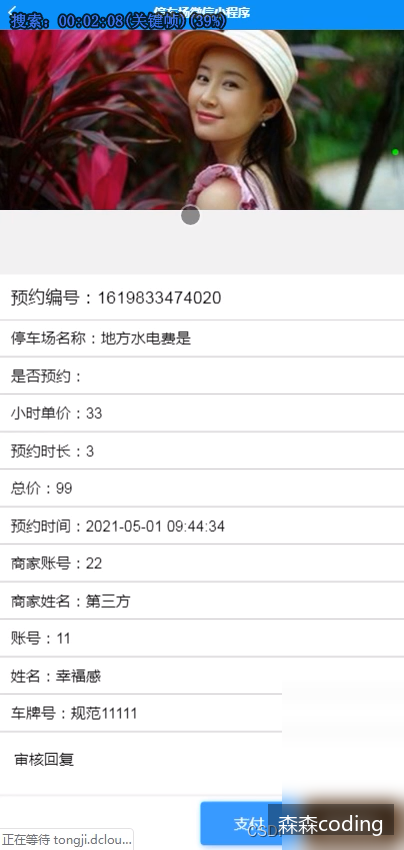 停车场微信小程序
搜索：00:02:08(关键帧)(39%)
预约编号：1619833474020
停车场名称：地方水电费是
是否预约：
小时单价：33
预约时长：3
总价：99
预约时间：2021-05-01 09:44:34
商家账号：22
商家姓名：第三方
账号：11
姓名：幸福感
车牌号：规范11111
审核回复
支付
森森coding
正在等待 tongji.dclou...